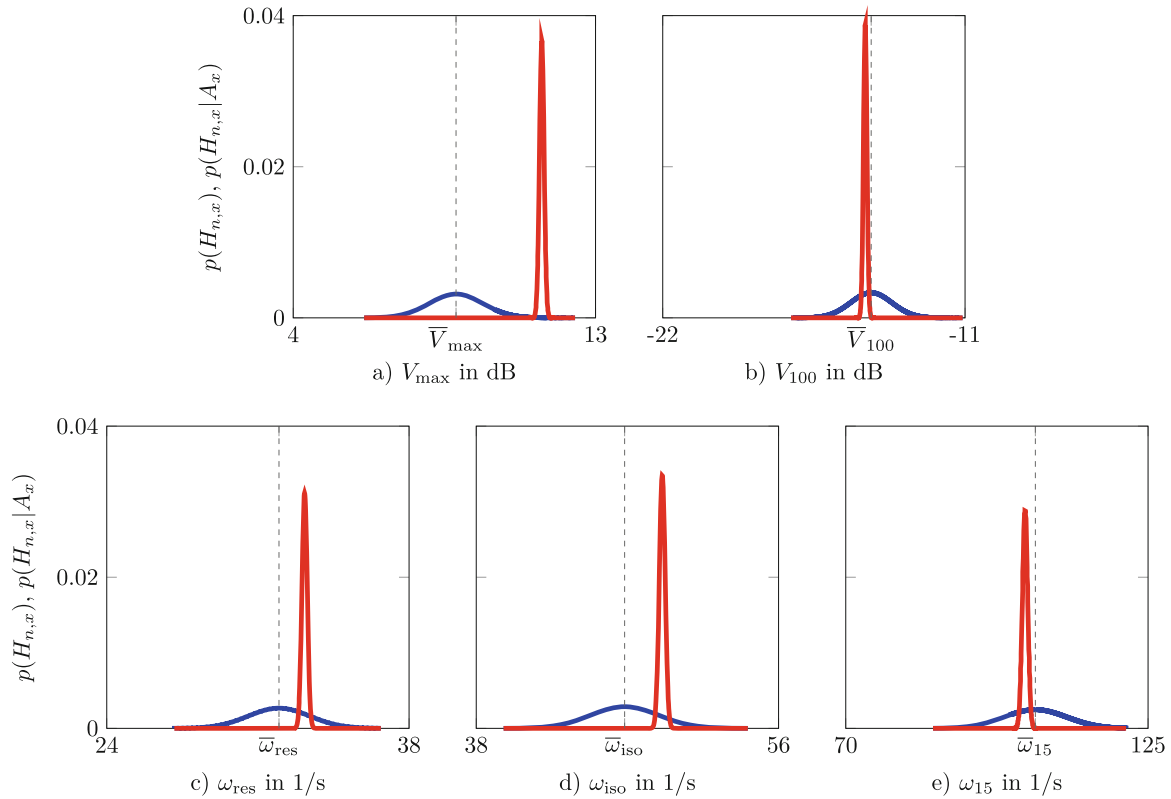 0.04
0.02
0
p(H_{n,x}), p(H_{n,x}|A_x)
4 V̅_max 13
-22 V̅_100 -11
a) V_max in dB
b) V_100 in dB
0.04
0.02
0
p(H_{n,x}), p(H_{n,x}|A_x)
24 ω̅_res 38
38 ω̅_iso 56
70 ω̅_15 125
c) ω_res in 1/s
d) ω_iso in 1/s
e) ω_15 in 1/s